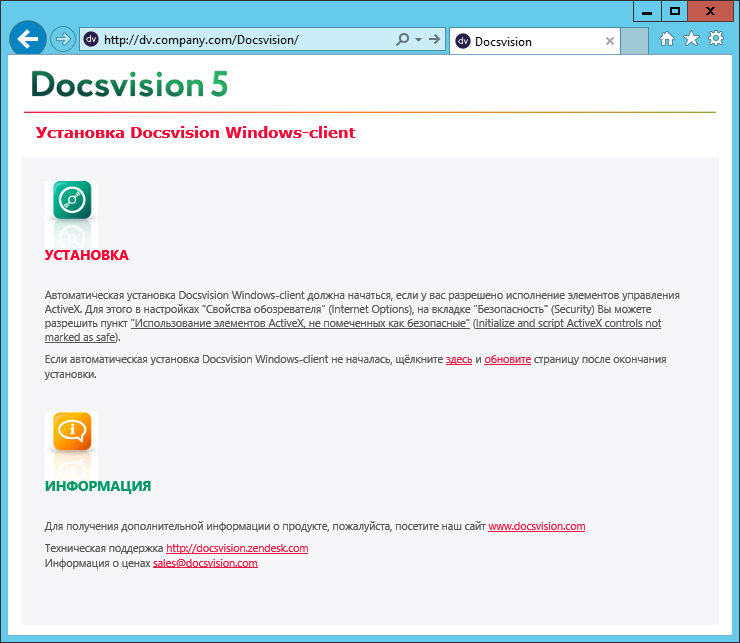 http://dv.company.com/Docsvision/
Docsvision
Docsvision 5
Установка Docsvision Windows-client
УСТАНОВКА
Автоматическая установка Docsvision Windows-client должна начаться, если у вас разрешено исполнение элементов управления
ActiveX. Для этого в настройках "Свойства обозревателя" (Internet Options), на вкладке "Безопасность" (Security) Вы можете
разрешить пункт "Использование элементов ActiveX, не помеченных как безопасные" (Initialize and script ActiveX controls not
marked as safe).
Если автоматическая установка Docsvision Windows-client не началась, щёлкните здесь и обновите страницу после окончания
установки.
ИНФОРМАЦИЯ
Для получения дополнительной информации о продукте, пожалуйста, посетите наш сайт www.docsvision.com
Техническая поддержка http://docsvision.zendesk.com
Информация о ценах sales@docsvision.com